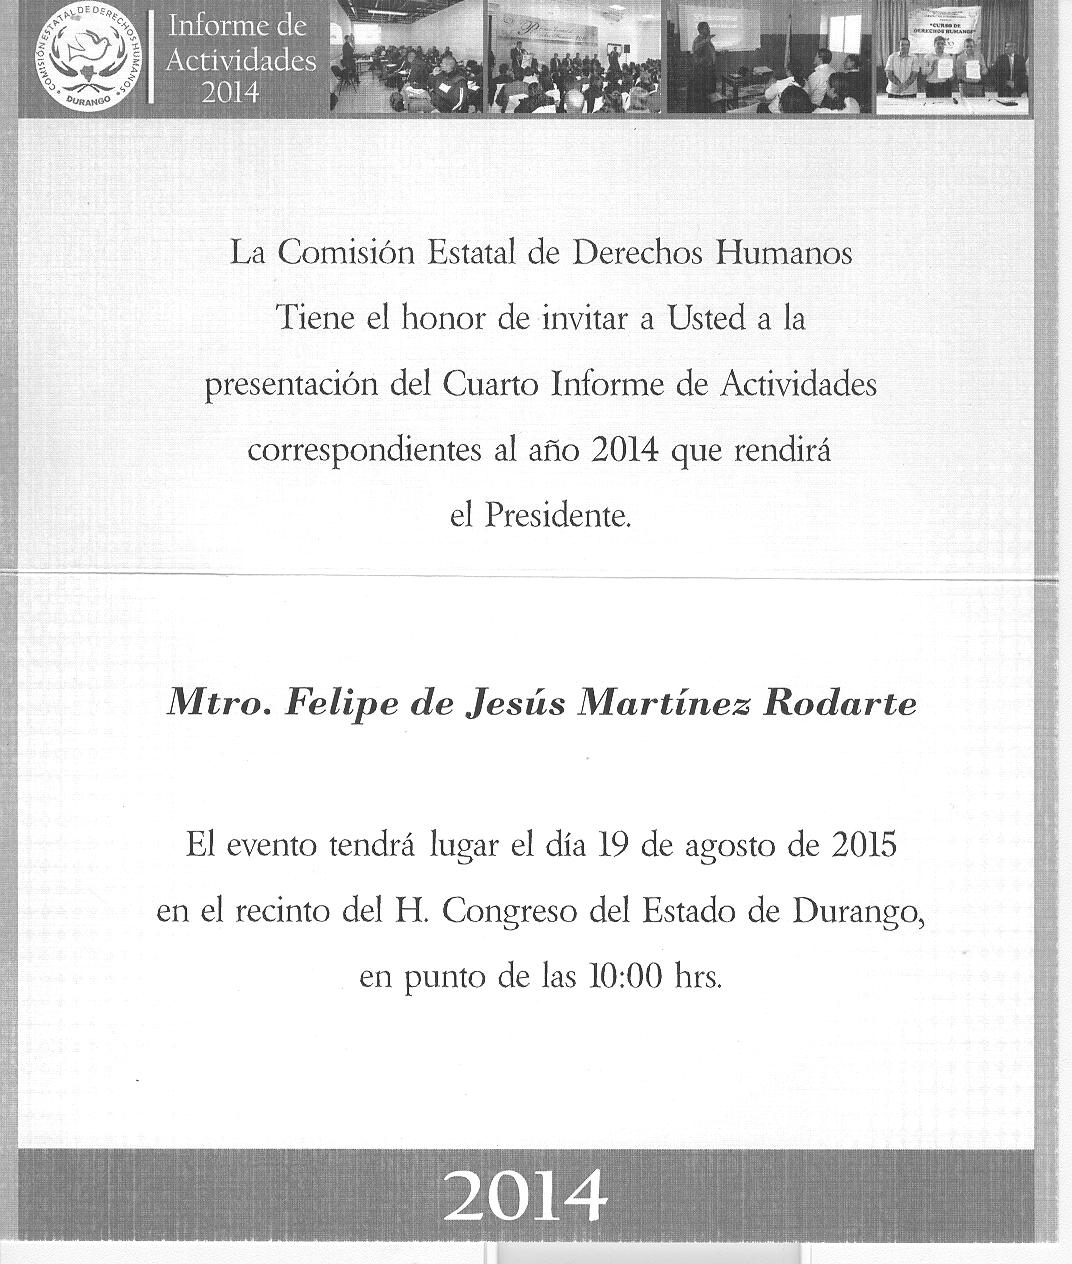 COMISIÓN ESTATAL DE DERECHOS HUMANOS
DURANGO
Informe de
Actividades
2014
"CURSO DE
DERECHOS HUMANOS"
La Comisión Estatal de Derechos Humanos
Tiene el honor de invitar a Usted a la
presentación del Cuarto Informe de Actividades
correspondientes al año 2014 que rendirá
el Presidente.
Mtro. Felipe de Jesús Martínez Rodarte
El evento tendrá lugar el día 19 de agosto de 2015
en el recinto del H. Congreso del Estado de Durango,
en punto de las 10:00 hrs.
2014